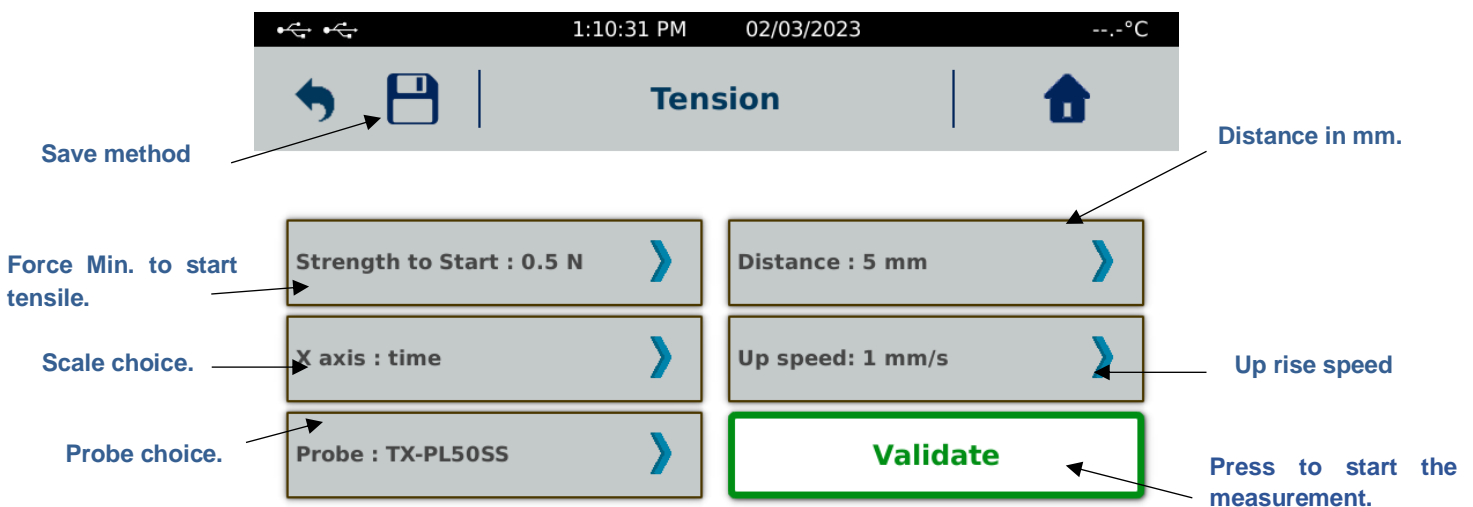 1:10:31 PM 02/03/2023 --.-°C
Tension
Save method
Distance in mm.
Force Min. to start
tensile.
Strength to Start : 0.5 N
Distance : 5 mm
Scale choice.
X axis : time
Up speed: 1 mm/s
Up rise speed
Probe choice.
Probe : TX-PL50SS
Validate
Press to start the
measurement.